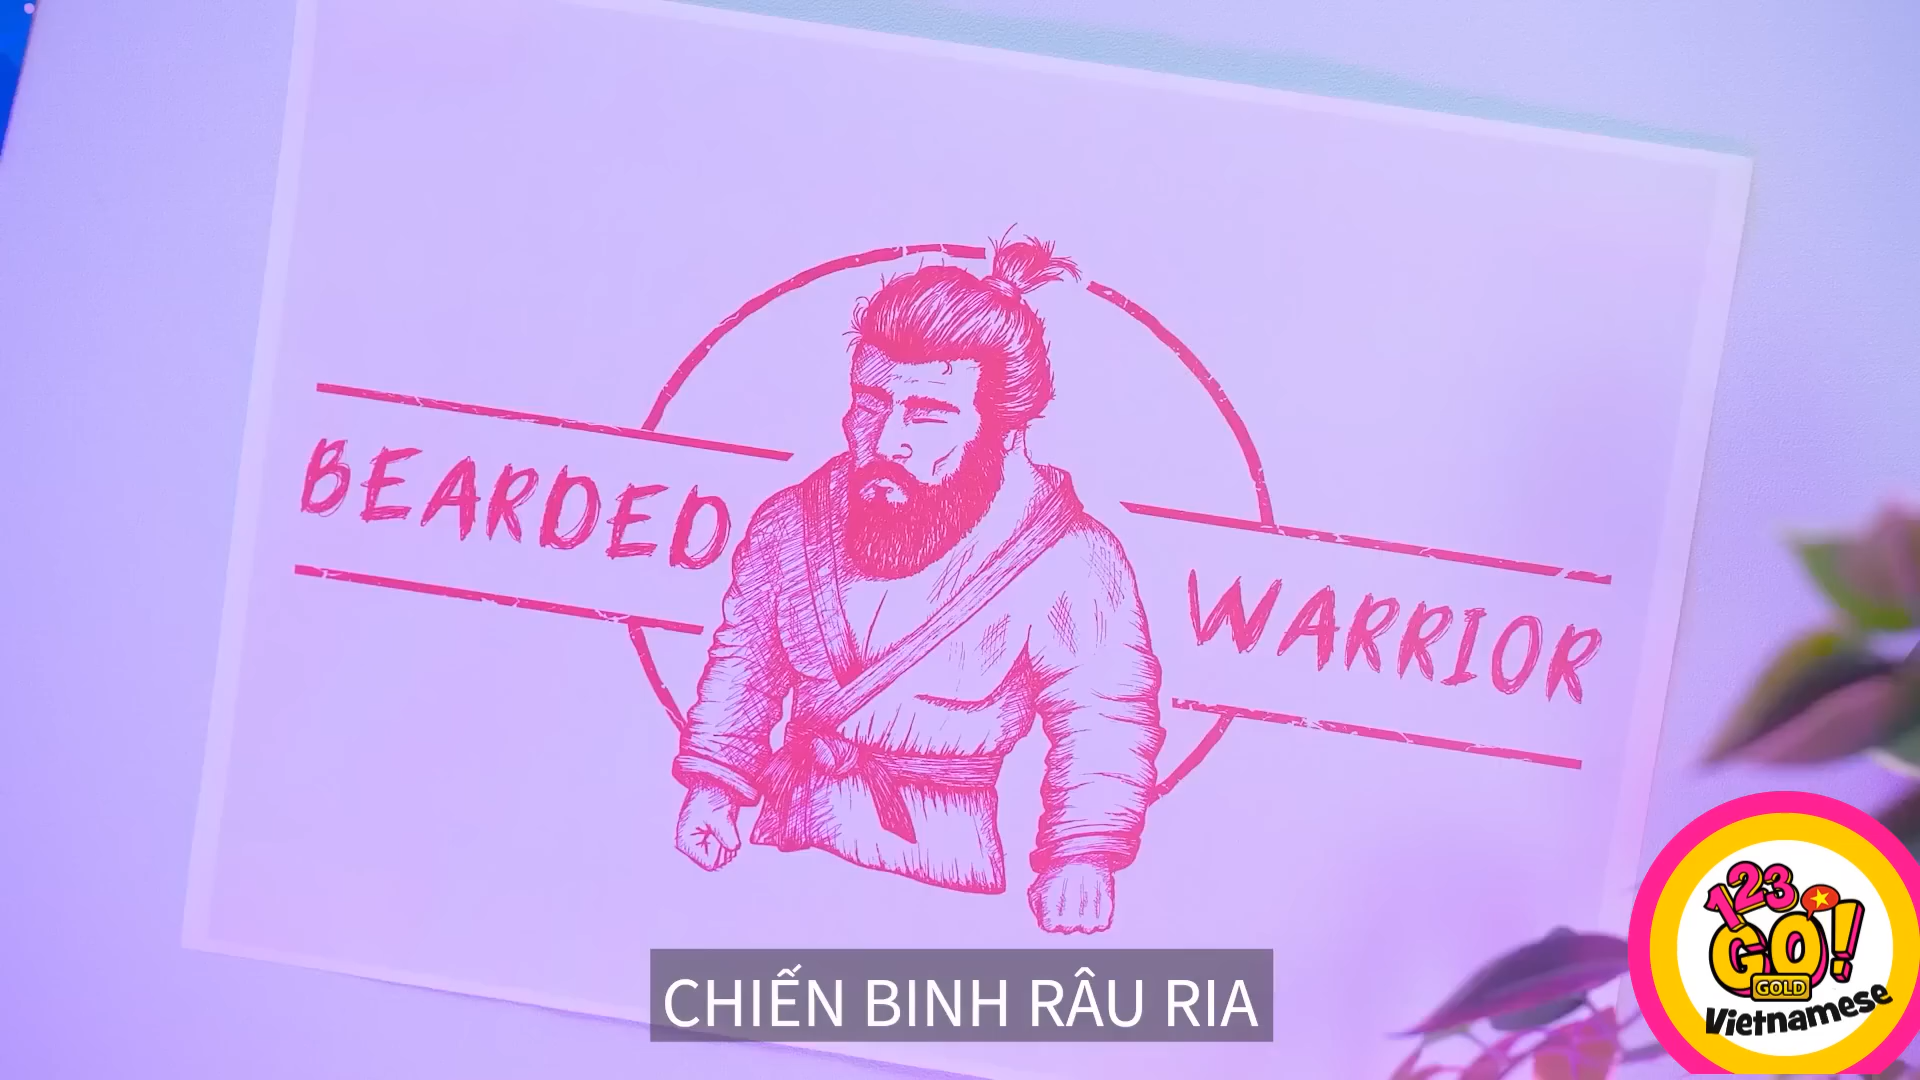 BEARDED
WARRIOR
CHIẾN BINH RÂU RIA
123
GO!
GOLD
Vietnamese